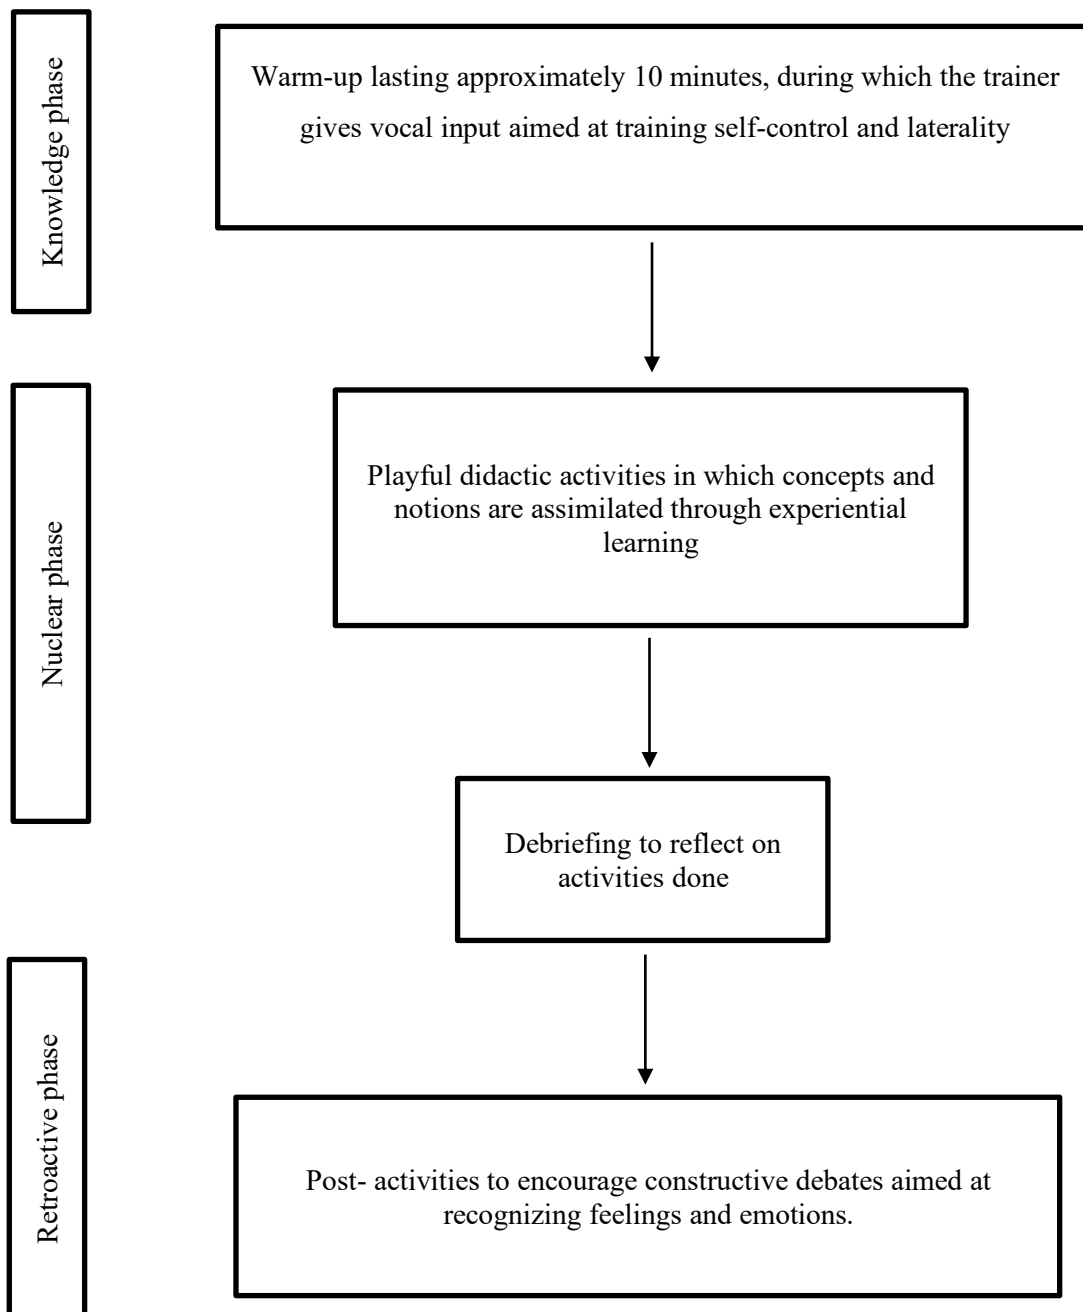 Knowledge phase
Warm-up lasting approximately 10 minutes, during which the trainer
gives vocal input aimed at training self-control and laterality
Nuclear phase
Playful didactic activities in which concepts and
notions are assimilated through experiential
learning
Debriefing to reflect on
activities done
Retroactive phase
Post- activities to encourage constructive debates aimed at
recognizing feelings and emotions.